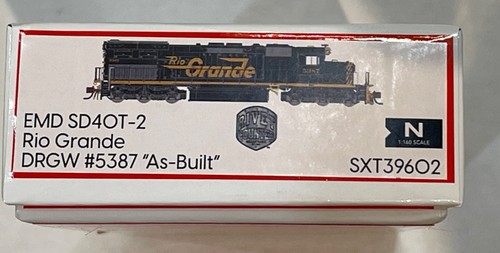 Rio Grande
EMD SD40T-2
Rio Grande
DRGW #5387 "As-Built"
N
1:160 SCALE
SXT39602